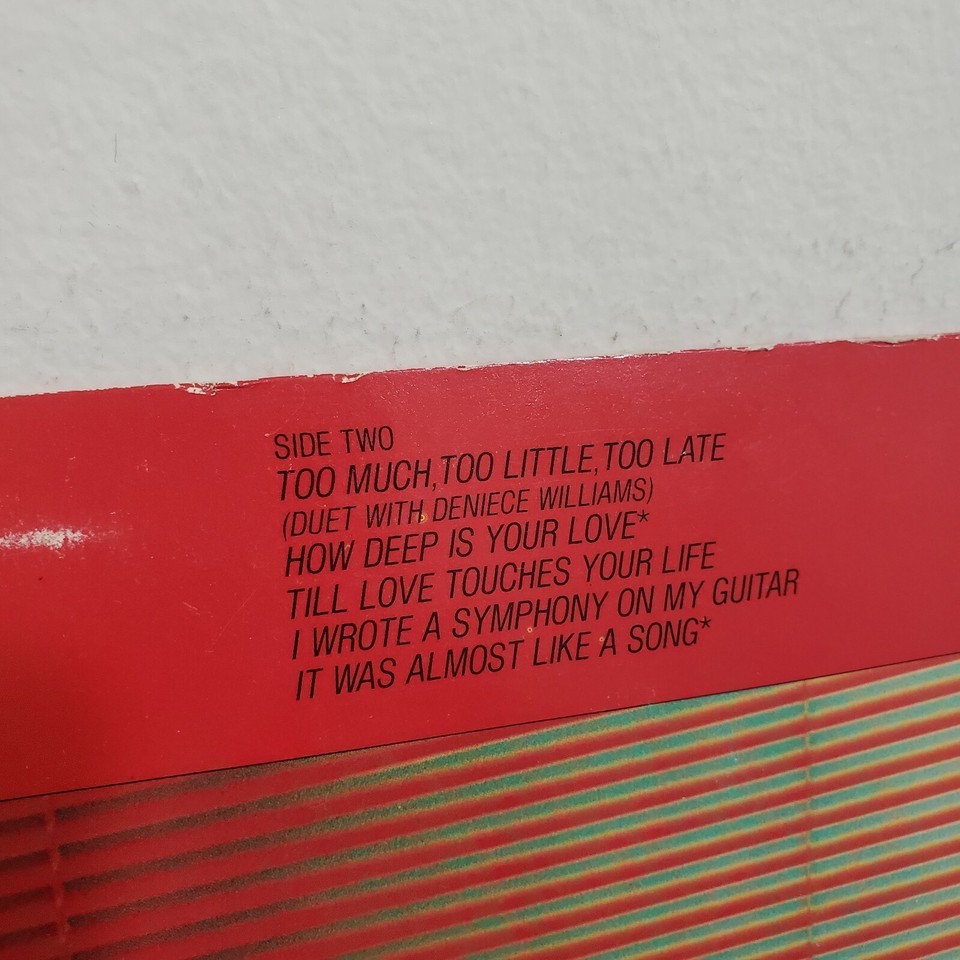 SIDE TWO
TOO MUCH, TOO LITTLE, TOO LATE
(DUET WITH DENIECE WILLIAMS)
HOW DEEP IS YOUR LOVE*
TILL LOVE TOUCHES YOUR LIFE
I WROTE A SYMPHONY ON MY GUITAR
IT WAS ALMOST LIKE A SONG*